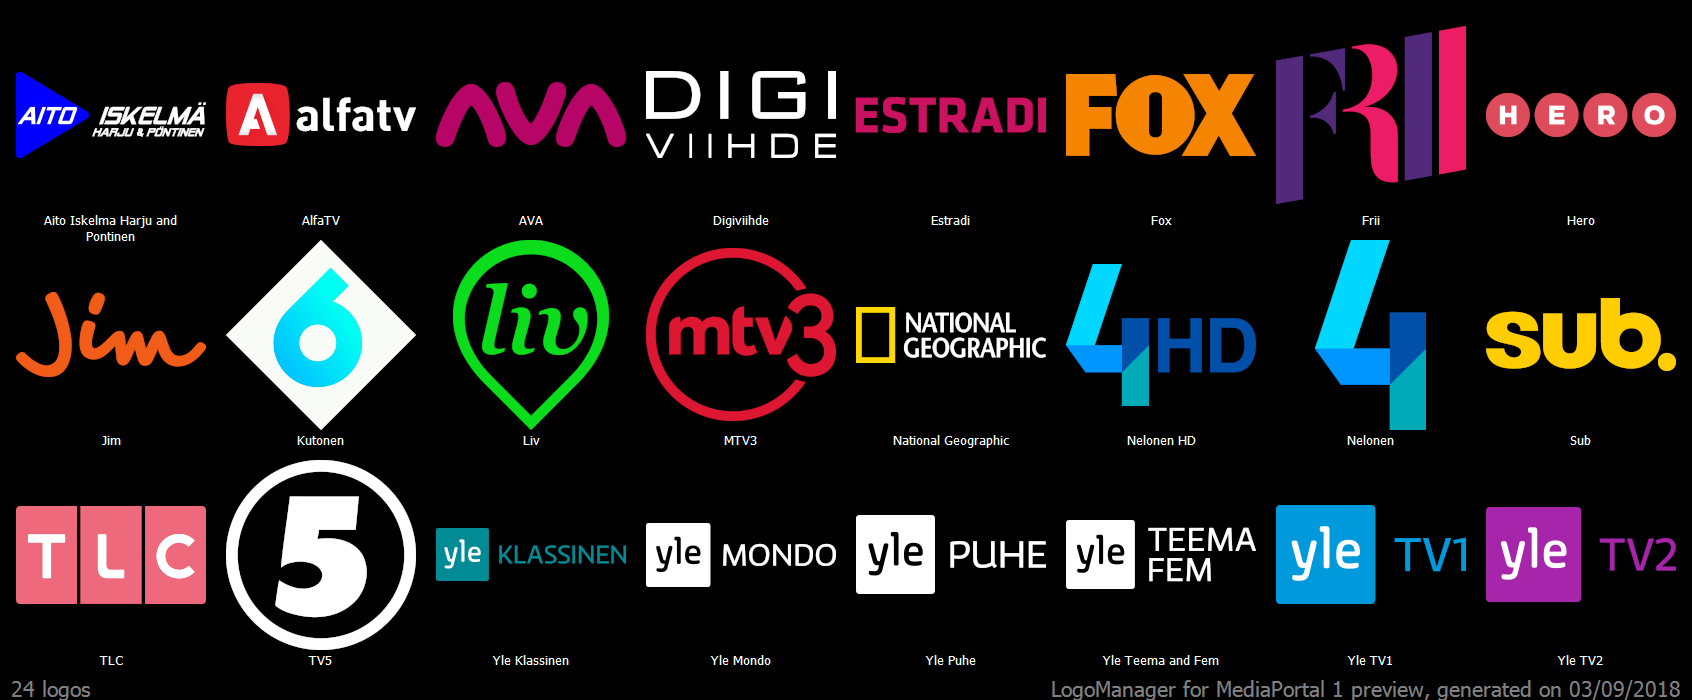 AITO ISKELMÄ
HARJU & PÖNTINEN
A alfatv
AVA
DIGI
VIIHDE
ESTRADI
FOX
FRII
HERO
Aito Iskelma Harju and
Pontinen
AlfaTV
AVA
Digiviihde
Estradi
Fox
Frii
Hero
Jim
6
liv
mtv3
NATIONAL
GEOGRAPHIC
4HD
4
sub.
Jim
Kutonen
Liv
MTV3
National Geographic
Nelonen HD
Nelonen
Sub
TLC
5
yle KLASSINEN
yle MONDO
yle PUHE
yle TEEMA
FEM
yle TV1
yle TV2
TLC
TV5
Yle Klassinen
Yle Mondo
Yle Puhe
Yle Teema and Fem
Yle TV1
Yle TV2
24 logos
LogoManager for MediaPortal 1 preview, generated on 03/09/2018